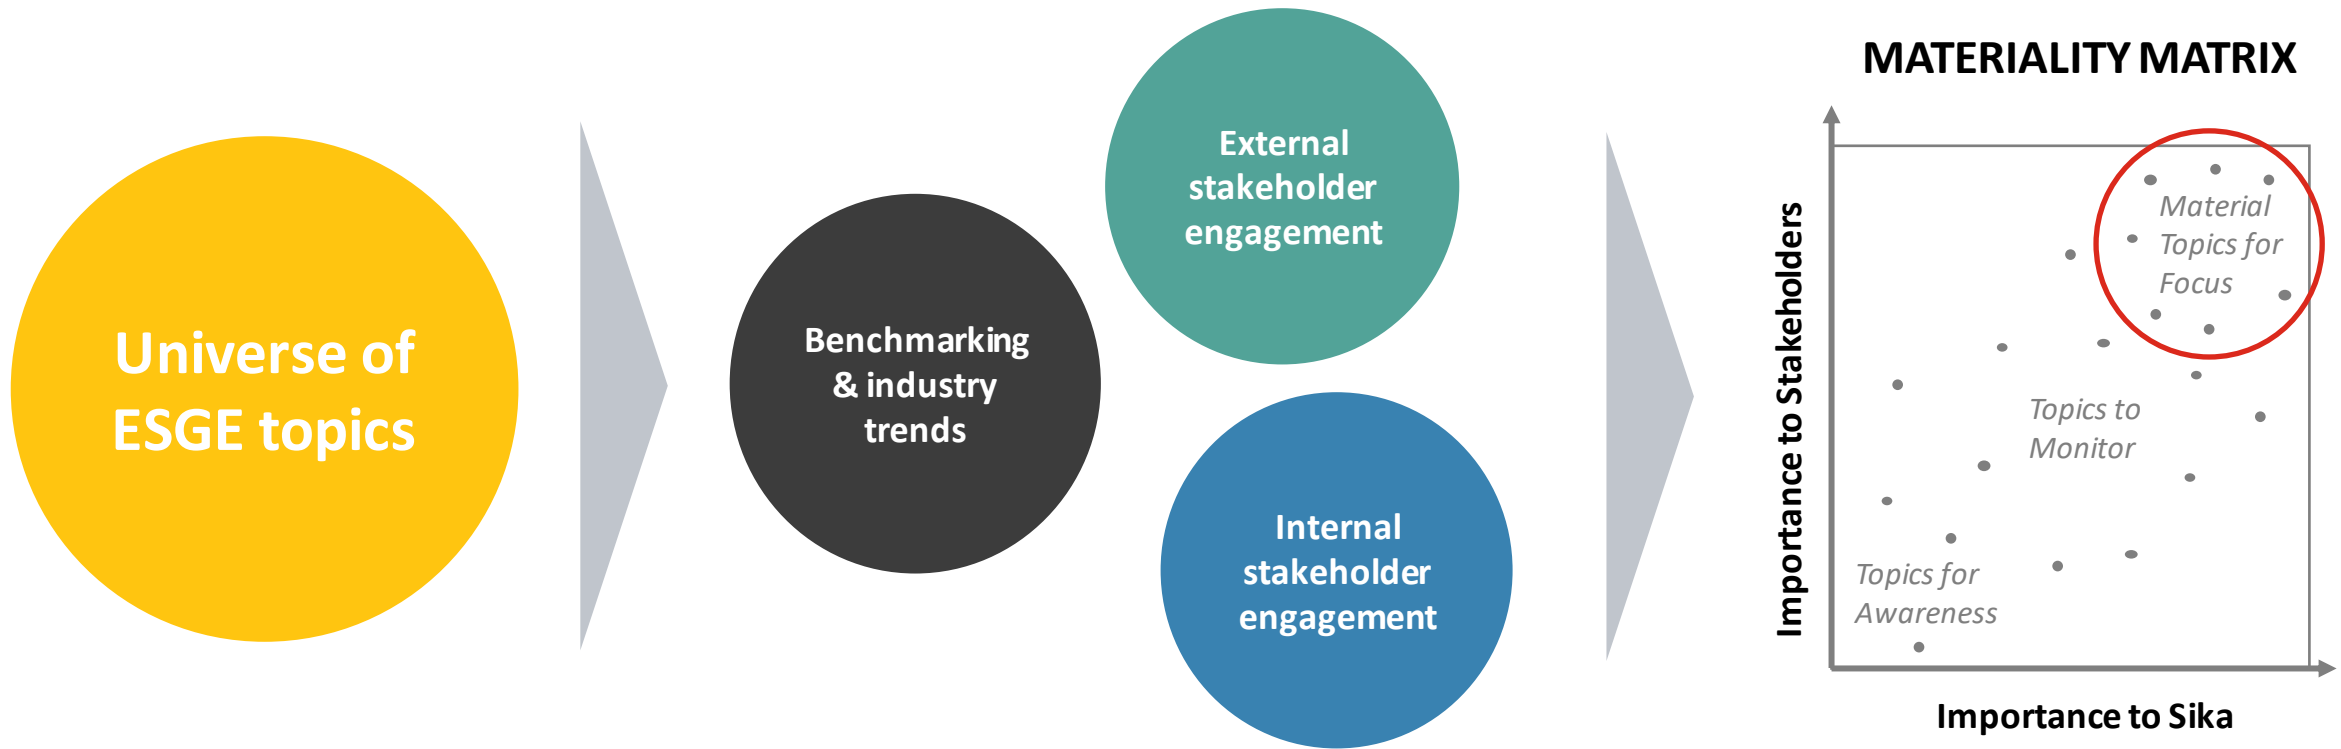 Universe of
ESGE topics
Benchmarking
& industry
trends
External
stakeholder
engagement
Internal
stakeholder
engagement
MATERIALITY MATRIX
Importance to Stakeholders
Material
Topics for
Focus
Topics to
Monitor
Topics for
Awareness
Importance to Sika